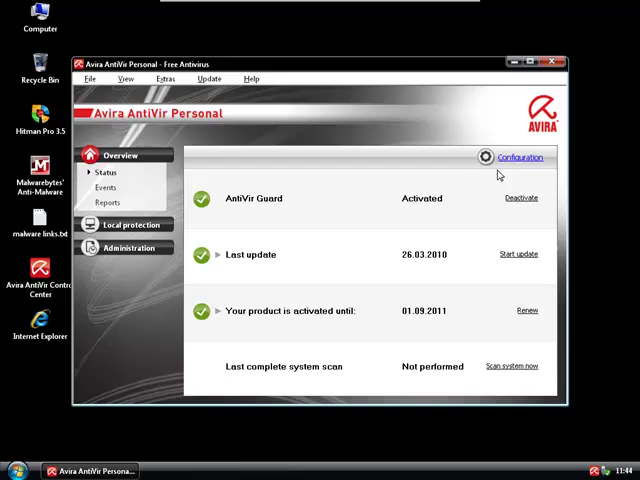 Computer
Recycle Bin
Hitman Pro 3.5
Malwarebytes'
Anti-Malware
malware links.txt
Avira AntiVir Control
Center
Internet Explorer
Avira AntiVir Personal - Free Antivirus
File View Extras Update Help
Avira AntiVir Personal
AVIRA
Overview
Status
Events
Reports
Local protection
Administration
Configuration
AntiVir Guard Activated Deactivate
Last update 26.03.2010 Start update
Your product is activated until: 01.09.2011 Renew
Last complete system scan Not performed Scan system now
Avira AntiVir Persona... 11:44